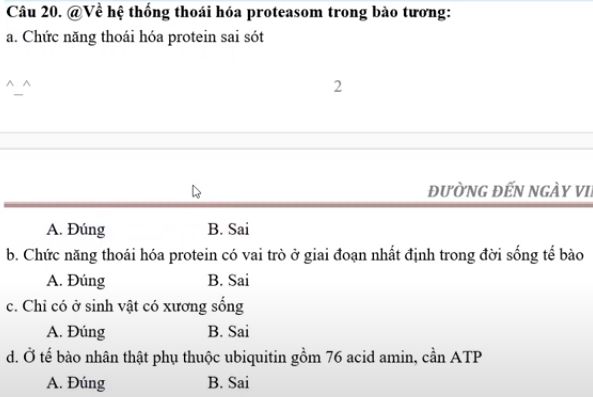 Câu 20. @Về hệ thống thoái hóa proteasom trong bào tương:
a. Chức năng thoái hóa protein sai sót
^_^ 2
ĐƯỜNG ĐẾN NGÀY
A. Đúng B. Sai
b. Chức năng thoái hóa protein có vai trò ở giai đoạn nhất định trong đời sống tế bào
A. Đúng B. Sai
c. Chỉ có ở sinh vật có xương sống
A. Đúng B. Sai
d. Ở tế bào nhân thật phụ thuộc ubiquitin gồm 76 acid amin, cần ATP
A. Đúng B. Sai